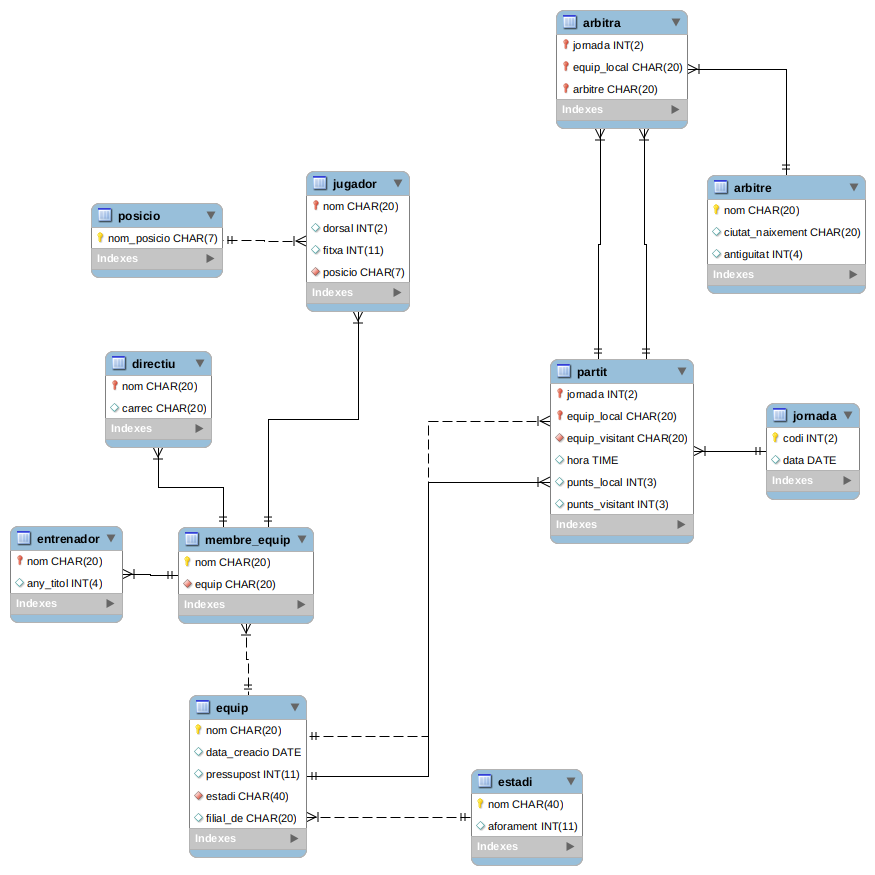 arbitra
jornada INT(2)
equip_local CHAR(20)
arbitre CHAR(20)
Indexes
jugador
nom CHAR(20)
dorsal INT(2)
fitxa INT(11)
posicio CHAR(7)
Indexes
arbitre
nom CHAR(20)
ciutat_naixement CHAR(20)
antiguitat INT(4)
Indexes
posicio
nom_posicio CHAR(7)
Indexes
directiu
nom CHAR(20)
carrec CHAR(20)
Indexes
partit
jornada INT(2)
equip_local CHAR(20)
equip_visitant CHAR(20)
hora TIME
punts_local INT(3)
punts_visitant INT(3)
Indexes
jornada
codi INT(2)
data DATE
Indexes
entrenador
nom CHAR(20)
any_titol INT(4)
Indexes
membre_equip
nom CHAR(20)
equip CHAR(20)
Indexes
equip
nom CHAR(20)
data_creacio DATE
pressupost INT(11)
estadi CHAR(40)
filial_de CHAR(20)
Indexes
estadi
nom CHAR(40)
aforament INT(11)
Indexes